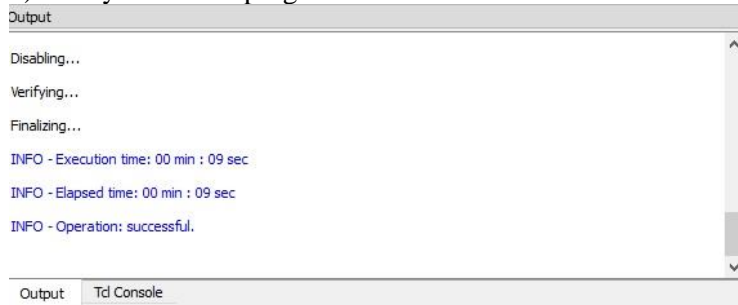 Output
Disabling...
Verifying...
Finalizing...
INFO - Execution time: 00 min : 09 sec
INFO - Elapsed time: 00 min : 09 sec
INFO - Operation: successful.
Output Tcl Console